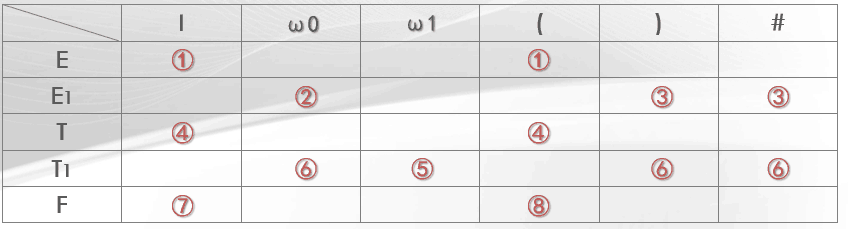 I ω0 ω1 ( ) #
E ① ①
E1 ② ③ ③
T ④ ④
T1 ⑥ ⑤ ⑥ ⑥
F ⑦ ⑧